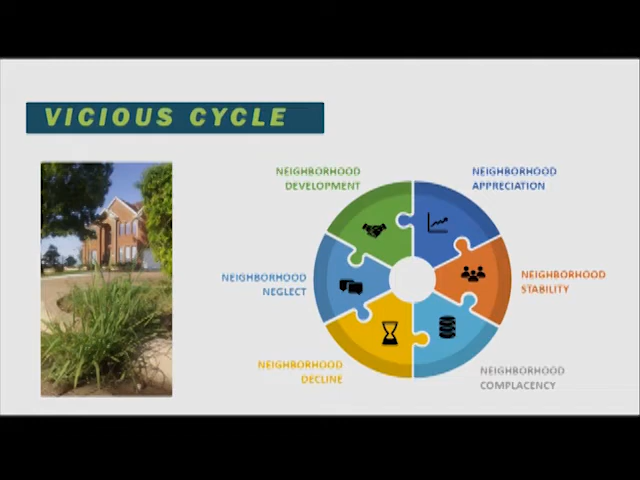 VICIOUS CYCLE
NEIGHBORHOOD
DEVELOPMENT
NEIGHBORHOOD
APPRECIATION
NEIGHBORHOOD
STABILITY
NEIGHBORHOOD
COMPLACENCY
NEIGHBORHOOD
DECLINE
NEIGHBORHOOD
NEGLECT